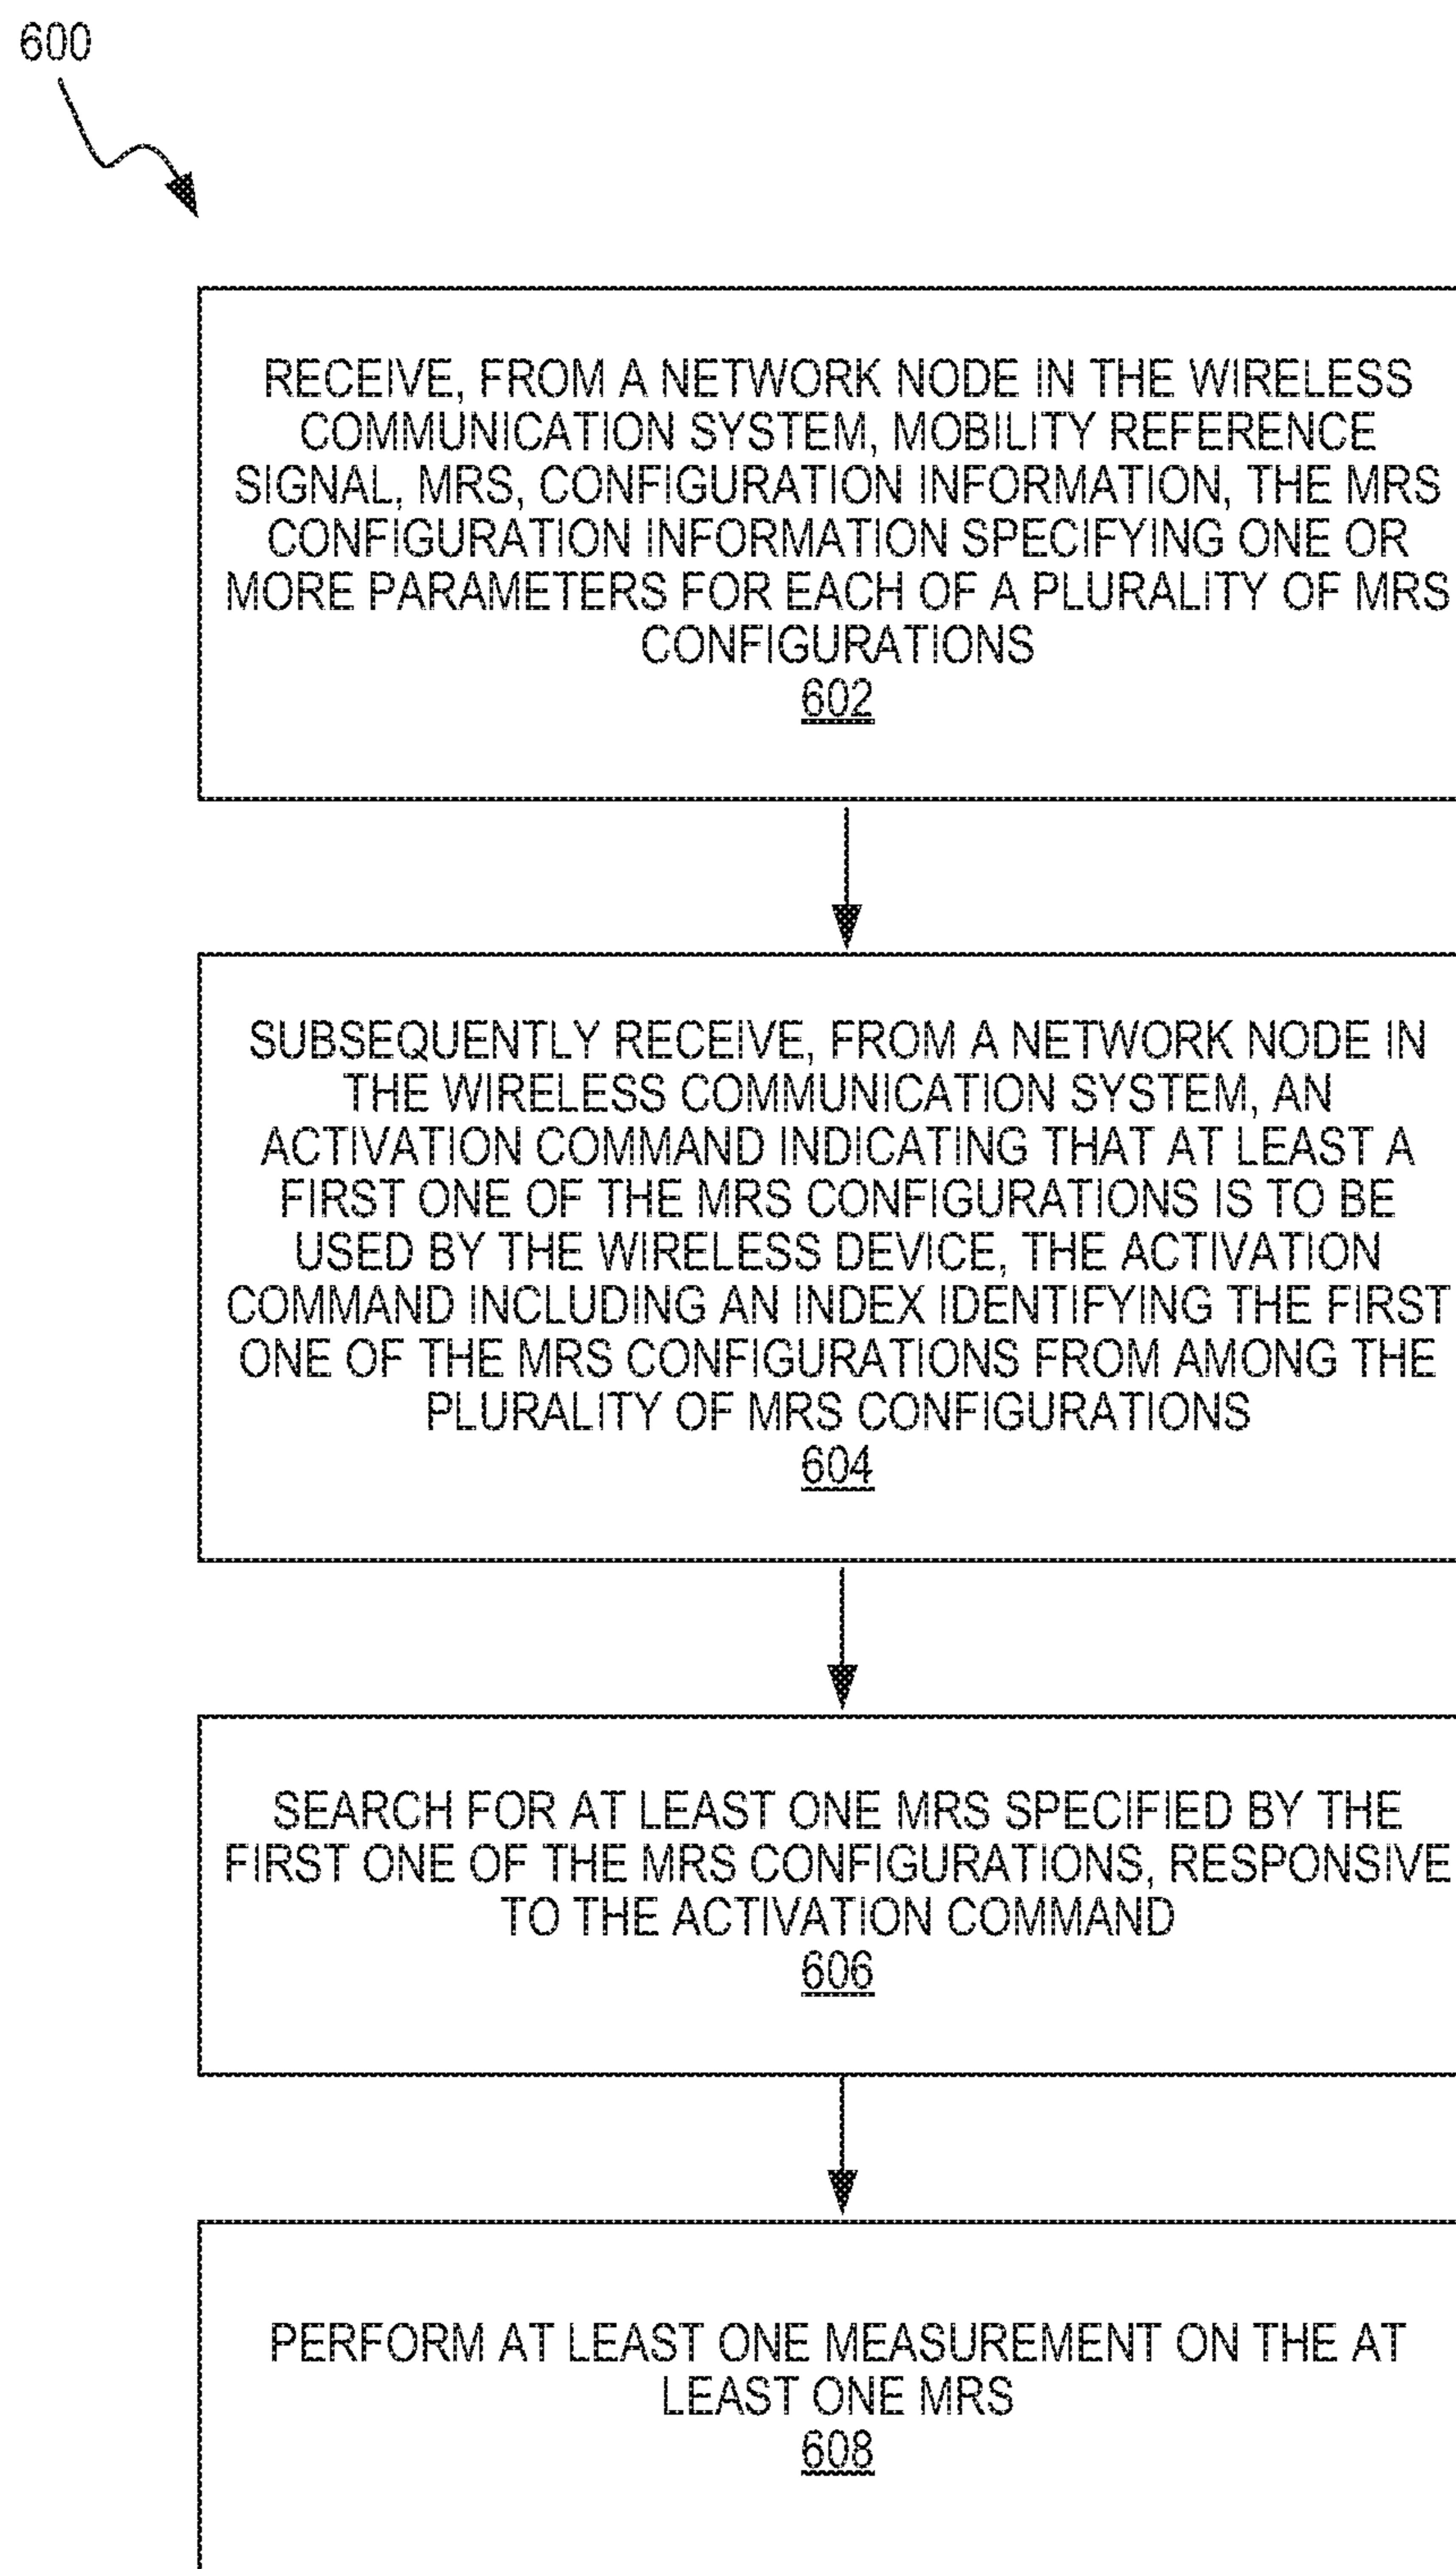 600
RECEIVE, FROM A NETWORK NODE IN THE WIRELESS
COMMUNICATION SYSTEM, MOBILITY REFERENCE
SIGNAL, MRS, CONFIGURATION INFORMATION, THE MRS
CONFIGURATION INFORMATION SPECIFYING ONE OR
MORE PARAMETERS FOR EACH OF A PLURALITY OF MRS
CONFIGURATIONS
602
SUBSEQUENTLY RECEIVE, FROM A NETWORK NODE IN
THE WIRELESS COMMUNICATION SYSTEM, AN
ACTIVATION COMMAND INDICATING THAT AT LEAST A
FIRST ONE OF THE MRS CONFIGURATIONS IS TO BE
USED BY THE WIRELESS DEVICE, THE ACTIVATION
COMMAND INCLUDING AN INDEX IDENTIFYING THE FIRST
ONE OF THE MRS CONFIGURATIONS FROM AMONG THE
PLURALITY OF MRS CONFIGURATIONS
604
SEARCH FOR AT LEAST ONE MRS SPECIFIED BY THE
FIRST ONE OF THE MRS CONFIGURATIONS, RESPONSIVE
TO THE ACTIVATION COMMAND
606
PERFORM AT LEAST ONE MEASUREMENT ON THE AT
LEAST ONE MRS
608